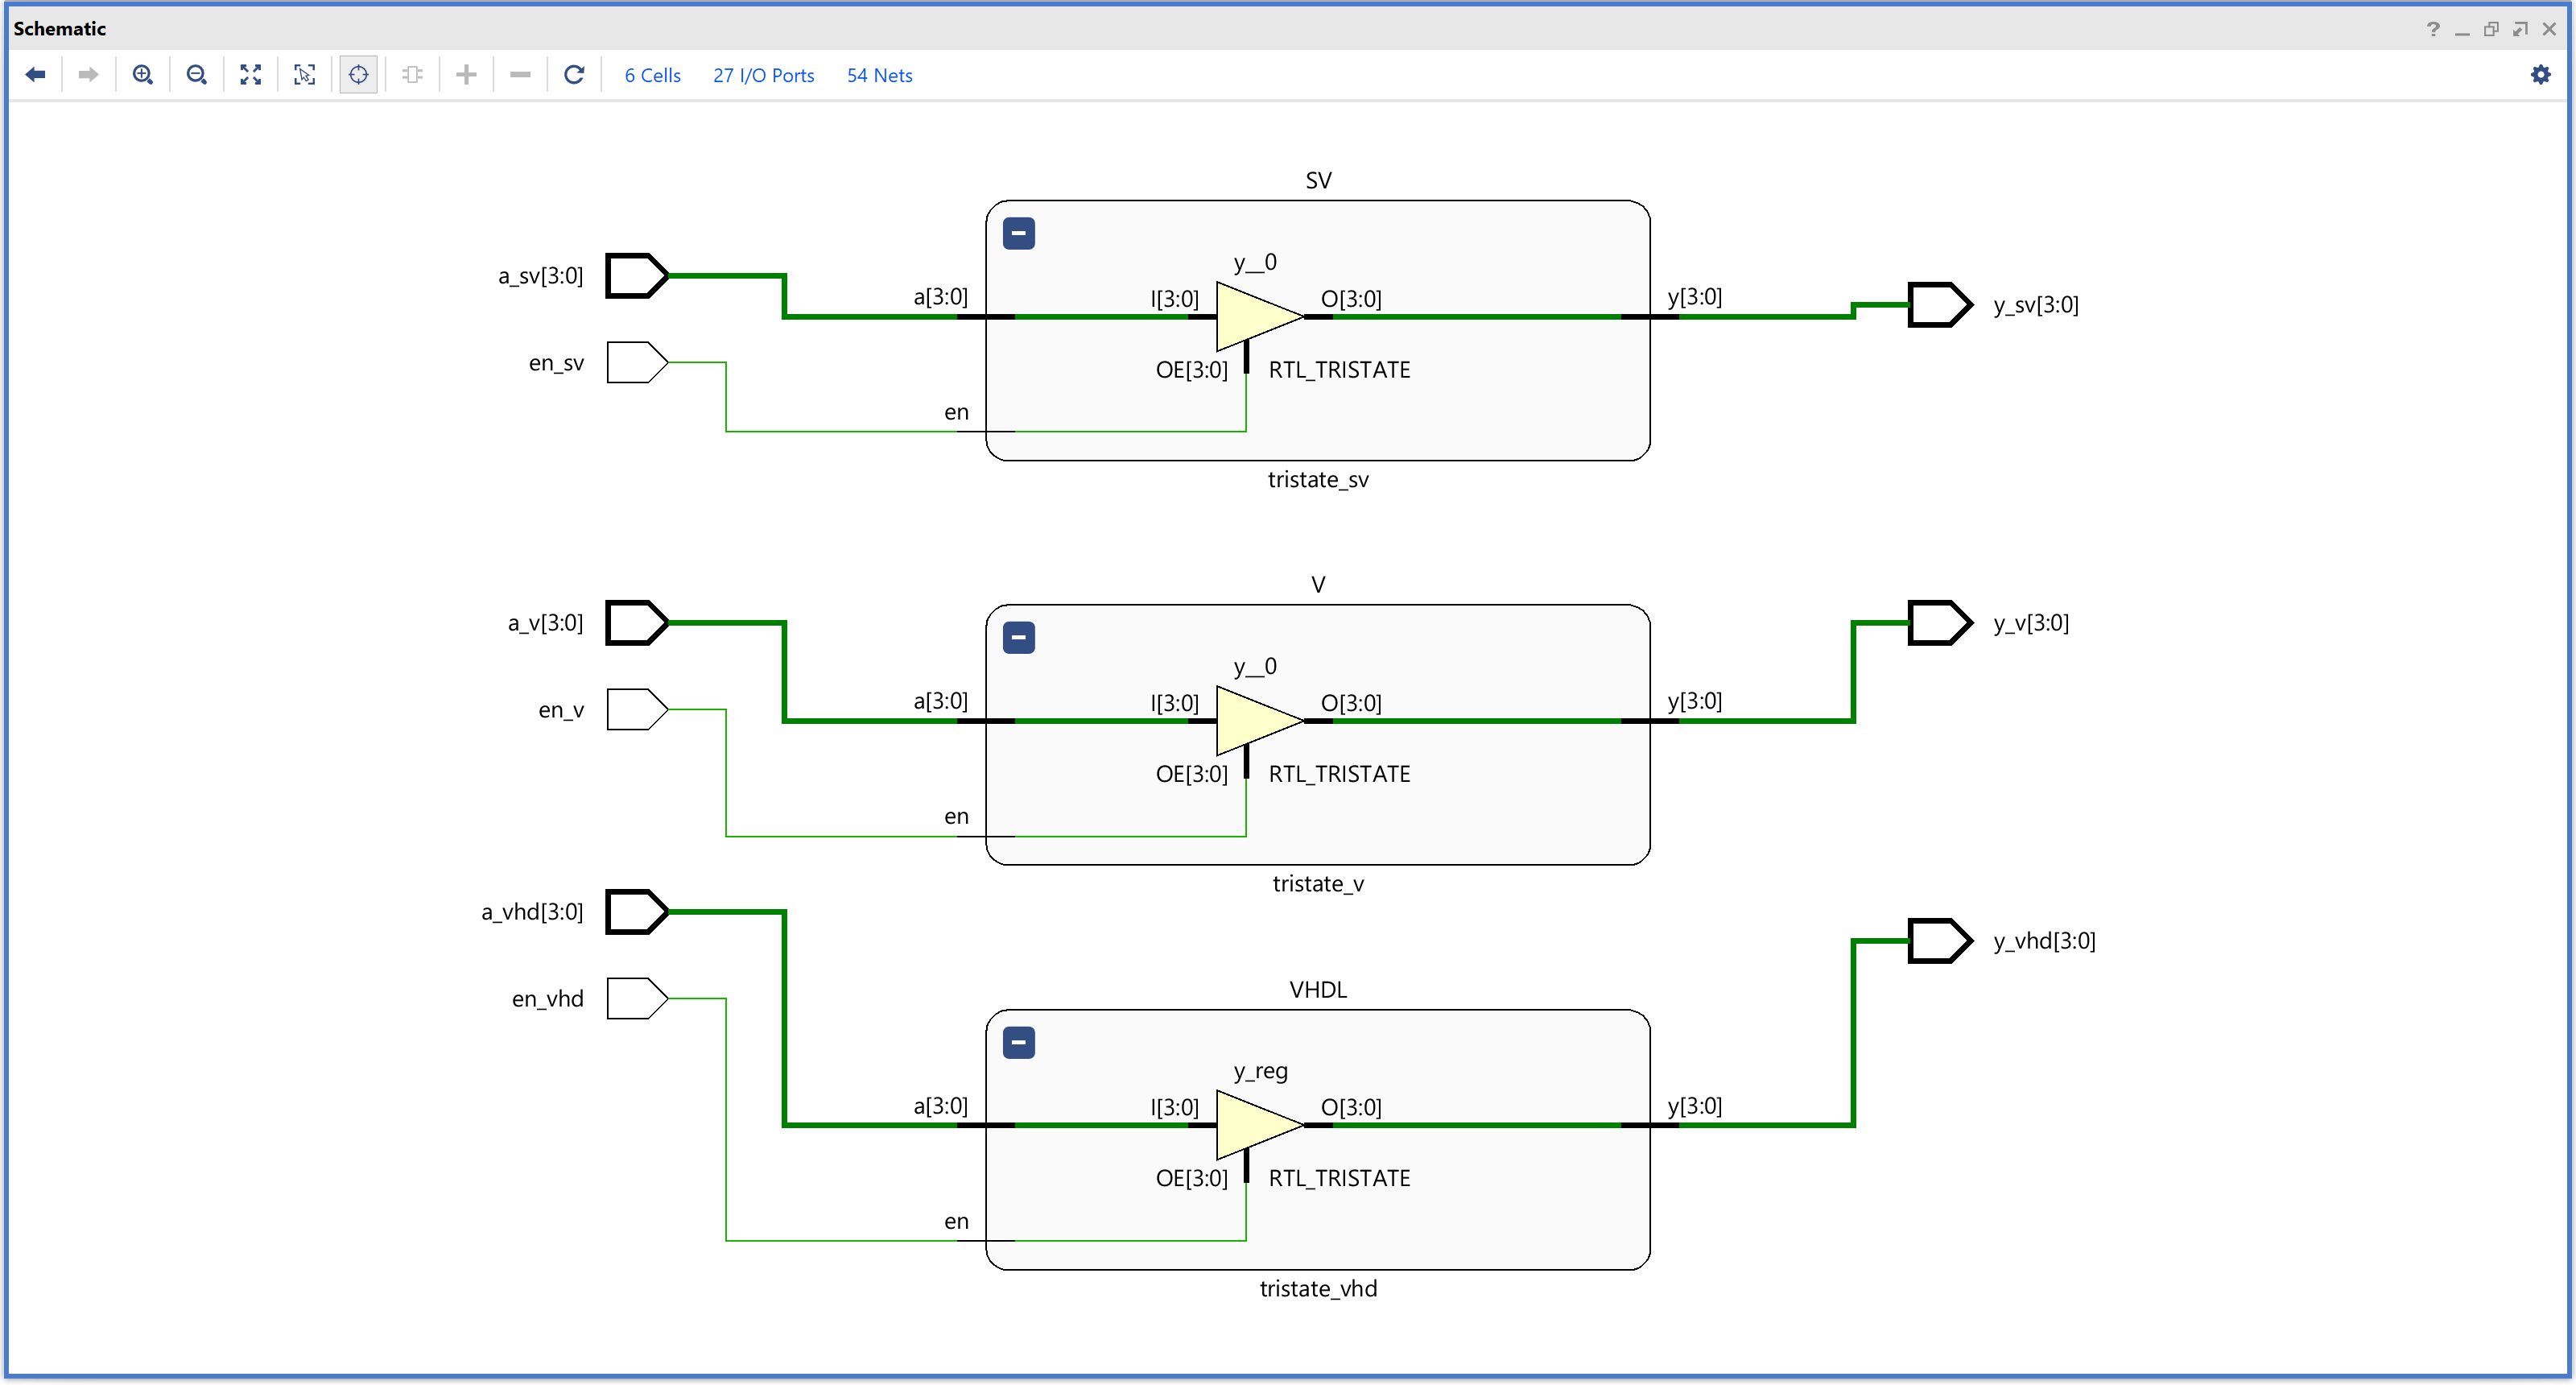 Schematic
6 Cells 27 I/O Ports 54 Nets
SV
a_sv[3:0]
en_sv
a[3:0]
en
y__0
I[3:0]
O[3:0]
OE[3:0]
RTL_TRISTATE
y[3:0]
y_sv[3:0]
tristate_sv
V
a_v[3:0]
en_v
a[3:0]
en
y__0
I[3:0]
O[3:0]
OE[3:0]
RTL_TRISTATE
y[3:0]
y_v[3:0]
tristate_v
VHDL
a_vhd[3:0]
en_vhd
a[3:0]
en
y_reg
I[3:0]
O[3:0]
OE[3:0]
RTL_TRISTATE
y[3:0]
y_vhd[3:0]
tristate_vhd